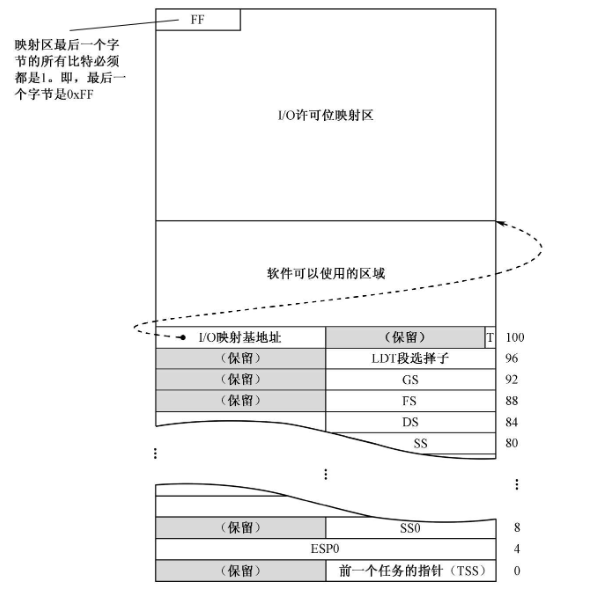 FF
映射区最后一个字
节的所有比特必须
都是1。即，最后一
个字节是0xFF
I/O许可位映射区
软件可以使用的区域
I/O映射基地址 （保留） T 100
（保留） LDT段选择子 96
（保留） GS 92
（保留） FS 88
DS 84
SS 80
（保留） SS0 8
ESP0 4
（保留） 前一个任务的指针（TSS） 0